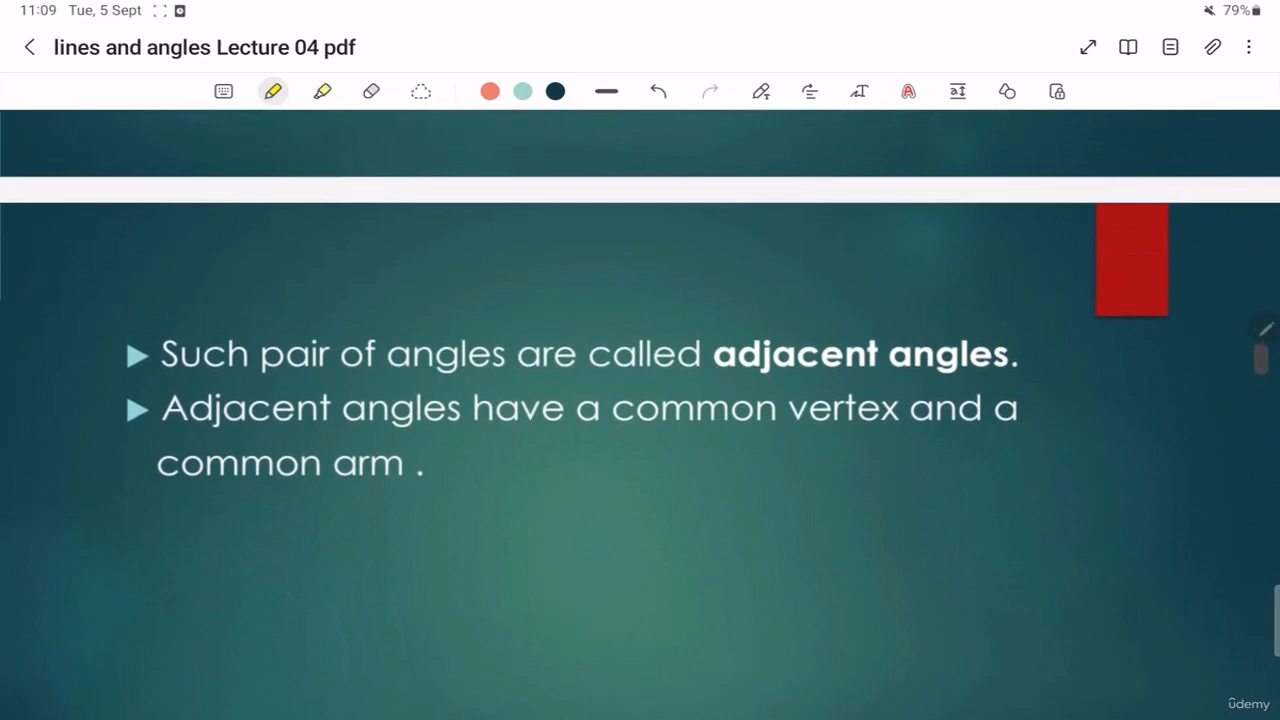 11:09 Tue, 5 Sept 79%
lines and angles Lecture 04 pdf
Such pair of angles are called adjacent angles.
Adjacent angles have a common vertex and a
common arm .
ûdemy